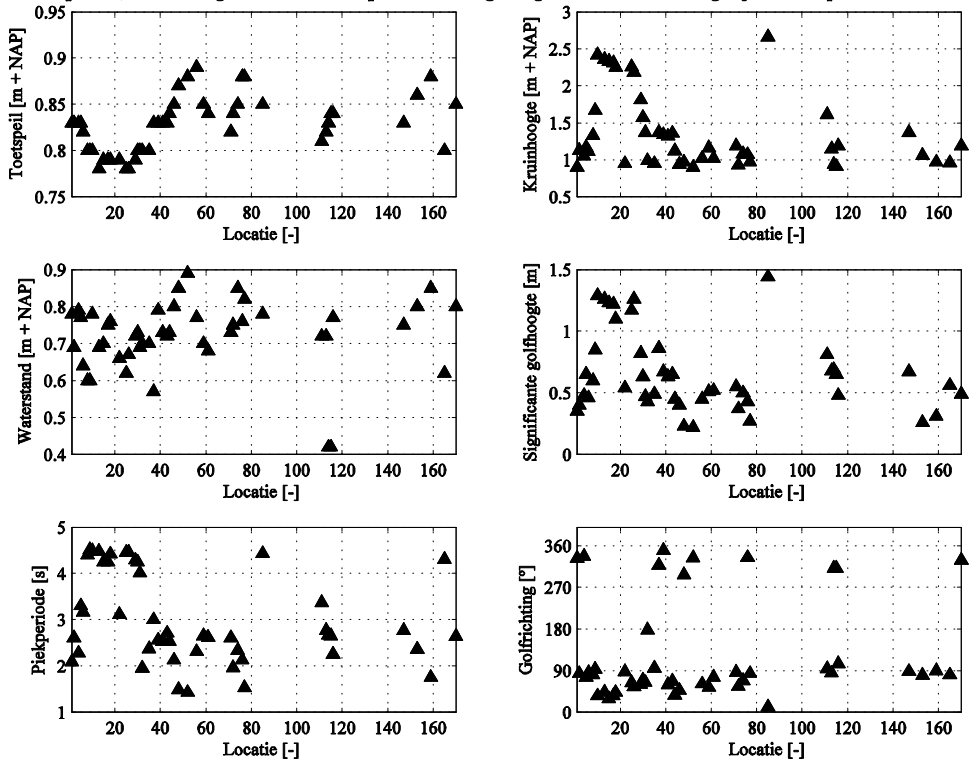 0.95
0.9
0.85
0.8
0.75
Toetspeil [m + NAP]
20 40 60 80 100 120 140 160
Locatie [-]
3
2.5
2
1.5
1
0.5
Kruinhoogte [m + NAP]
20 40 60 80 100 120 140 160
Locatie [-]
0.9
0.8
0.7
0.6
0.5
0.4
Waterstand [m + NAP]
20 40 60 80 100 120 140 160
Locatie [-]
1.5
1
0.5
0
Significante golfhoogte [m]
20 40 60 80 100 120 140 160
Locatie [-]
5
4
3
2
1
Piekperiode [s]
20 40 60 80 100 120 140 160
Locatie [-]
360
270
180
90
0
Golfrichting [°]
20 40 60 80 100 120 140 160
Locatie [-]